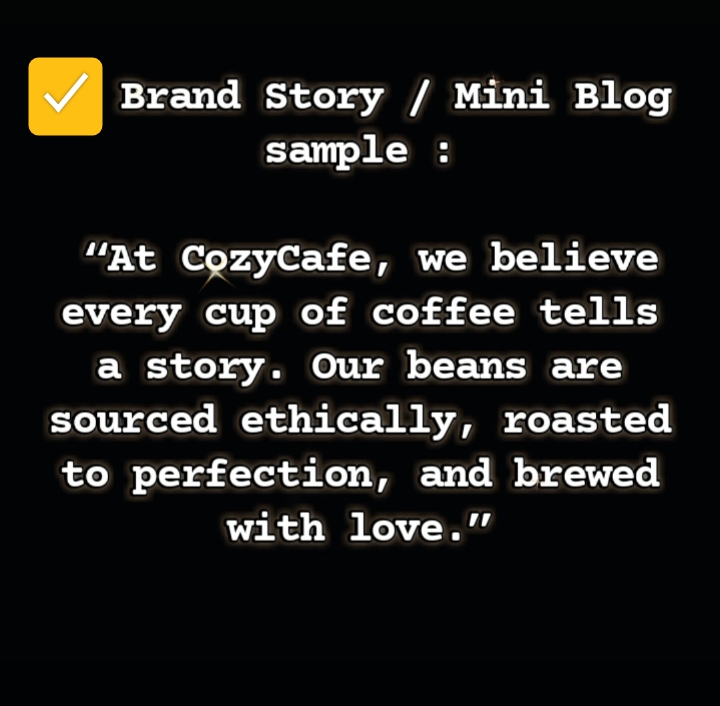 ✅ Brand Story / Mini Blog
sample :
“At CozyCafe, we believe
every cup of coffee tells
a story. Our beans are
sourced ethically, roasted
to perfection, and brewed
with love.”